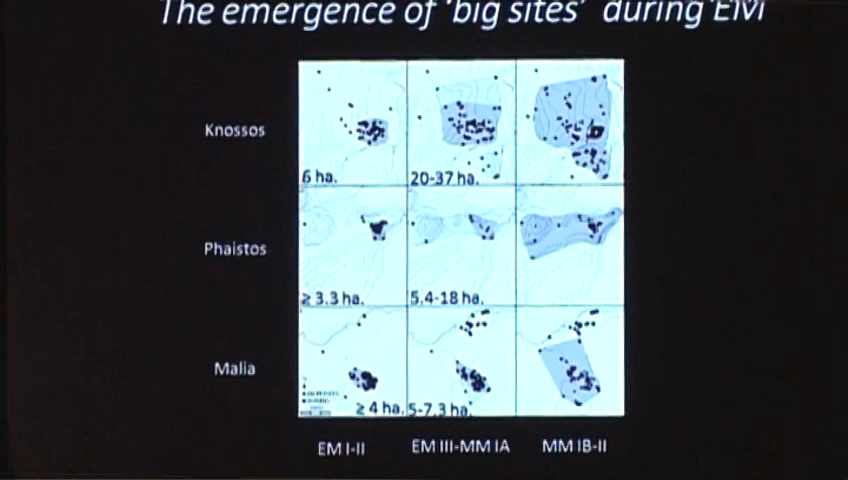 The emergence of 'big sites' during EM
Knossos
6 ha.
20-37 ha.
Phaistos
≥ 3.3 ha.
5.4-18 ha.
Malia
≥ 4 ha.
5-7.3 ha.
EM I-II
EM III-MM IA
MM IB-II